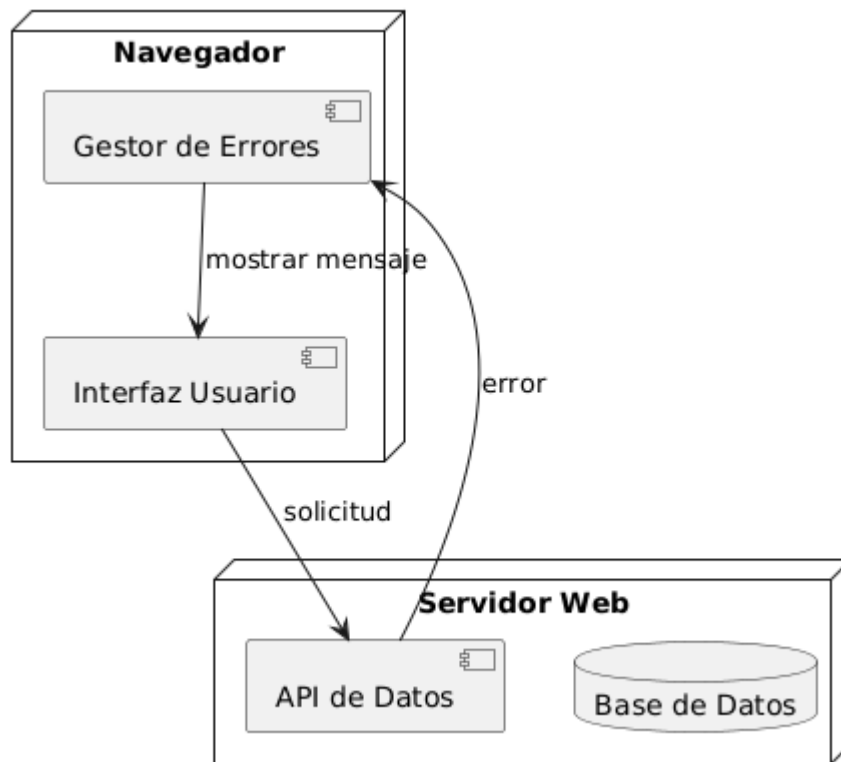 Navegador
Gestor de Errores
mostrar mensaje
Interfaz Usuario
error
solicitud
Servidor Web
API de Datos
Base de Datos